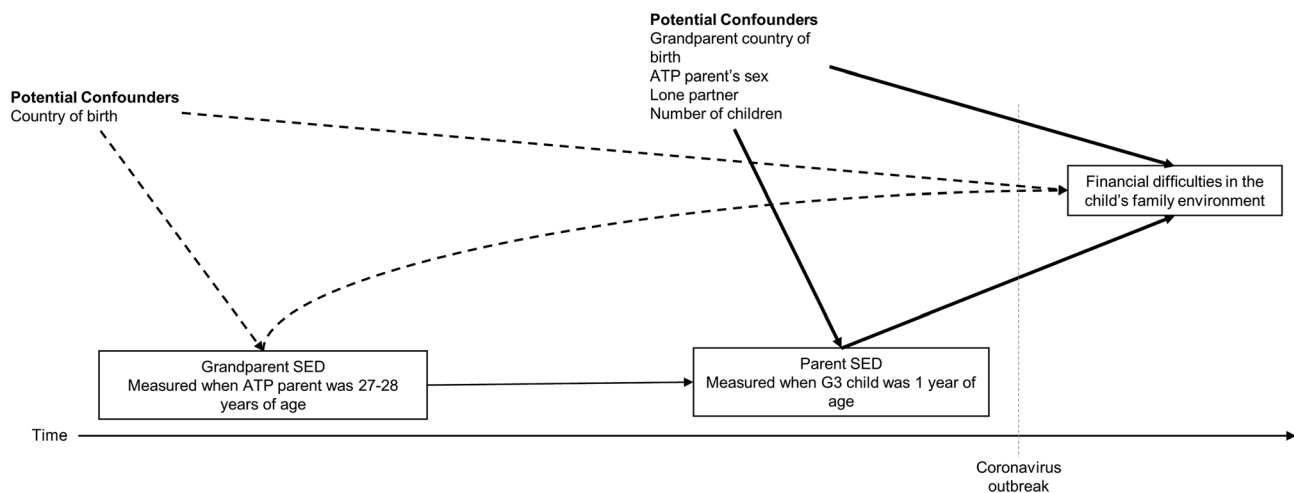 Potential Confounders
Grandparent country of
birth
ATP parent's sex
Lone partner
Number of children
Potential Confounders
Country of birth
Financial difficulties in the
child's family environment
Grandparent SED
Measured when ATP parent was 27-28
years of age
Parent SED
Measured when G3 child was 1 year of
age
Time
Coronavirus
outbreak